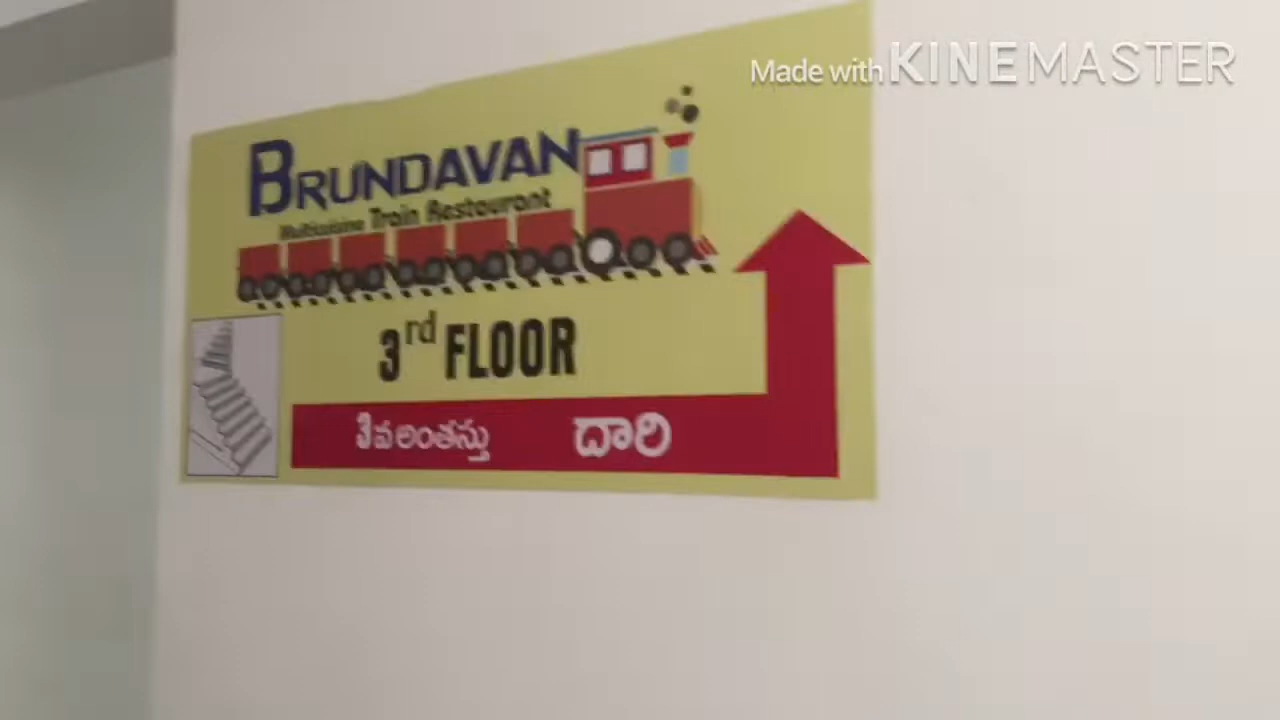 Made with KINEMASTER
BRUNDAVAN
Multicuisine Train Restaurant
3rd FLOOR
3వ అంతస్తు దారి